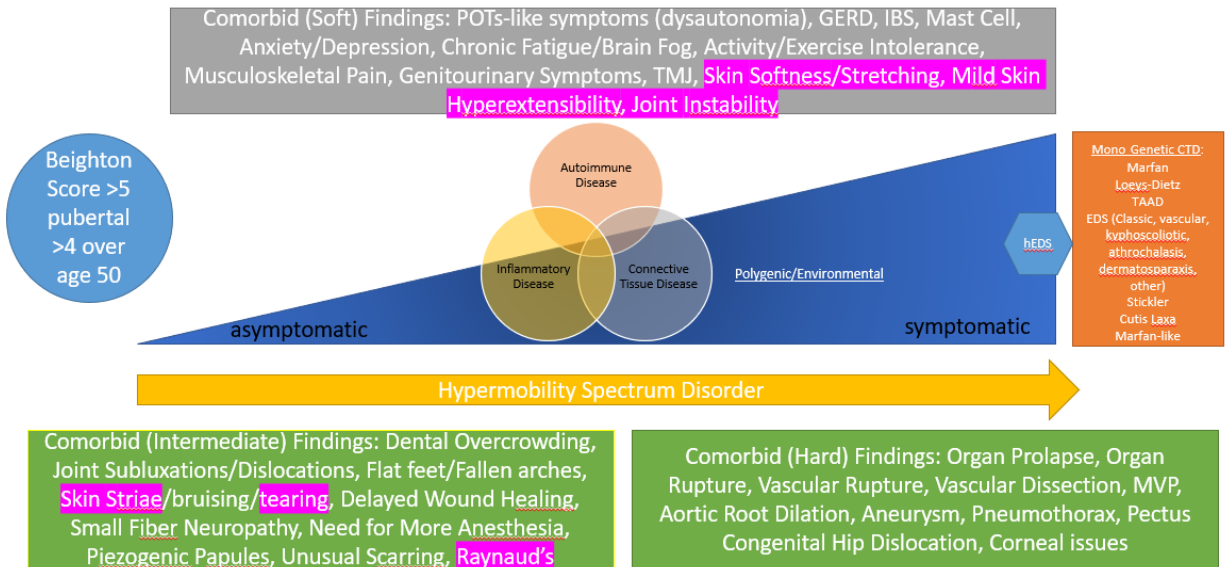 Comorbid (Soft) Findings: POTs-like symptoms (dysautonomia), GERD, IBS, Mast Cell,
Anxiety/Depression, Chronic Fatigue/Brain Fog, Activity/Exercise Intolerance,
Musculoskeletal Pain, Genitourinary Symptoms, TMJ, Skin Softness/Stretching, Mild Skin
Hyperextensibility, Joint Instability
Beighton
Score >5
pubertal
>4 over
age 50
Autoimmune
Disease
Inflammatory
Disease
Connective
Tissue Disease
Polygenic/Environmental
asymptomatic
symptomatic
hEDS
Mono Genetic CTD:
Marfan
Loeys-Dietz
TAAD
EDS (Classic, vascular,
kyphoscoliotic,
athrochalasis,
dermatosparaxis,
other)
Stickler
Cutis Laxa
Marfan-like
Hypermobility Spectrum Disorder
Comorbid (Intermediate) Findings: Dental Overcrowding,
Joint Subluxations/Dislocations, Flat feet/Fallen arches,
Skin Striae/bruising/tearing, Delayed Wound Healing,
Small Fiber Neuropathy, Need for More Anesthesia,
Piezogenic Papules, Unusual Scarring, Raynaud's
Comorbid (Hard) Findings: Organ Prolapse, Organ
Rupture, Vascular Rupture, Vascular Dissection, MVP,
Aortic Root Dilation, Aneurysm, Pneumothorax, Pectus
Congenital Hip Dislocation, Corneal issues